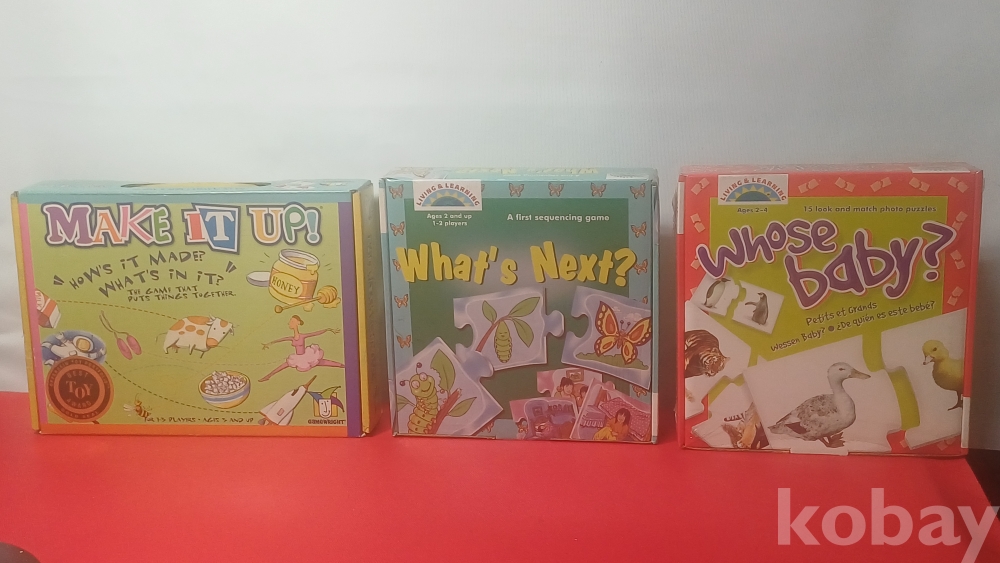 MAKE IT UP!
"HOW'S IT MADE?
WHAT'S IN IT?"
THE GAME THAT
PUTS THINGS TOGETHER.
HONEY
TOY
GAMEWRIGHT
LIVING & LEARNING
Ages 2 and up
1-2 players
A first sequencing game
What's Next?
LIVING & LEARNING
Ages 2-4
15 look and match photo puzzles
Whose
baby?
Petits et Grands
Wessen Baby? ● ¿De quién es este bebé?
kobay